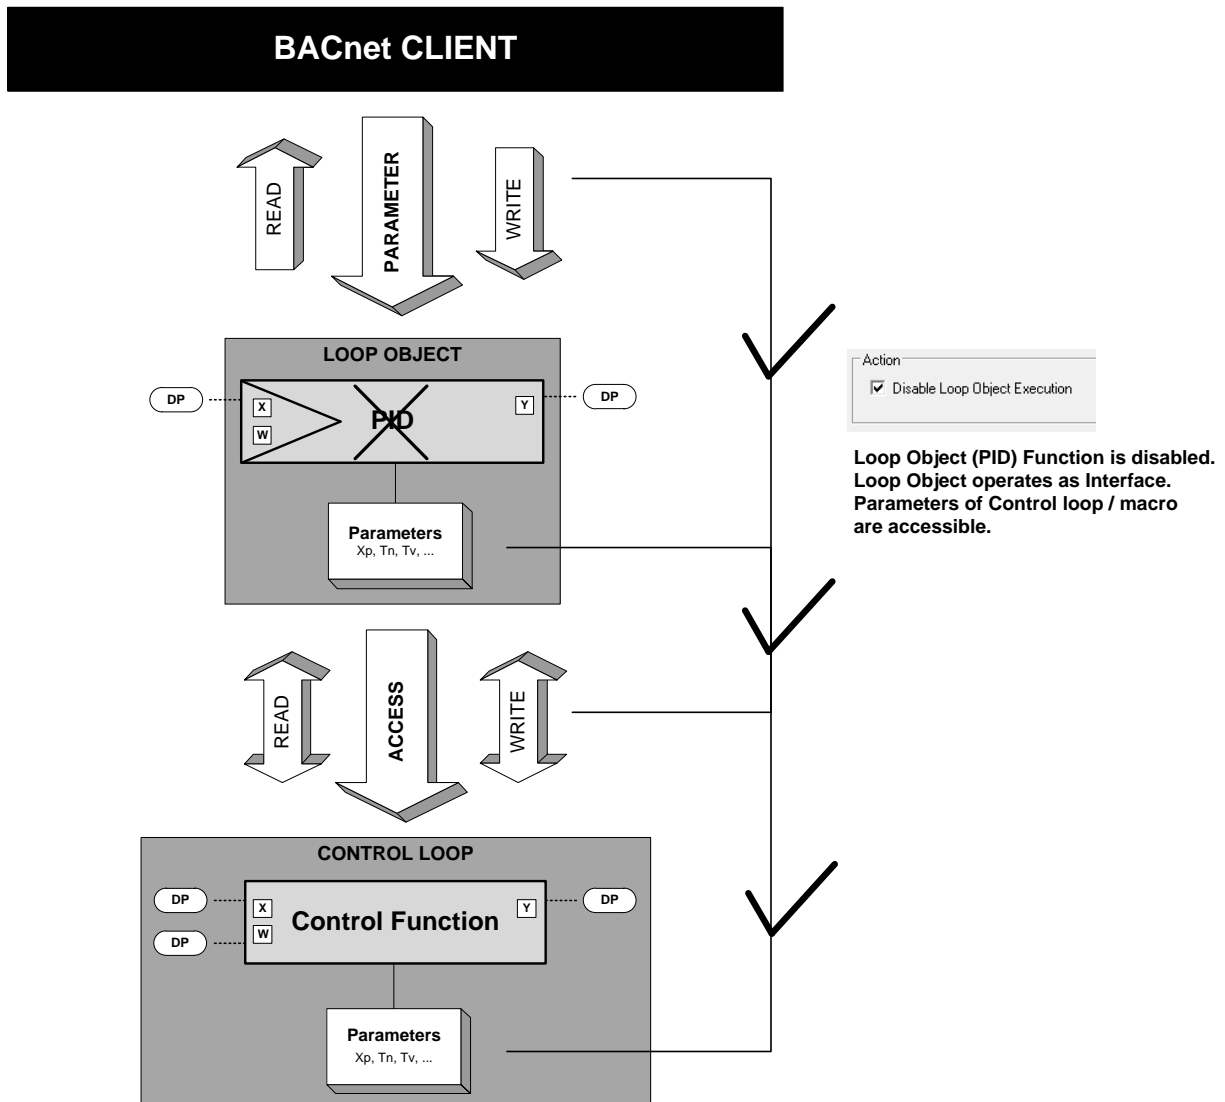 BACnet CLIENT
READ
PARAMETER
WRITE
LOOP OBJECT
DP
X
W
PID
Y
DP
Parameters
Xp, Tn, Tv, ...
Action
Disable Loop Object Execution
Loop Object (PID) Function is disabled.
Loop Object operates as Interface.
Parameters of Control loop / macro
are accessible.
READ
ACCESS
WRITE
CONTROL LOOP
DP
DP
X
W
Control Function
Y
DP
Parameters
Xp, Tn, Tv, ...